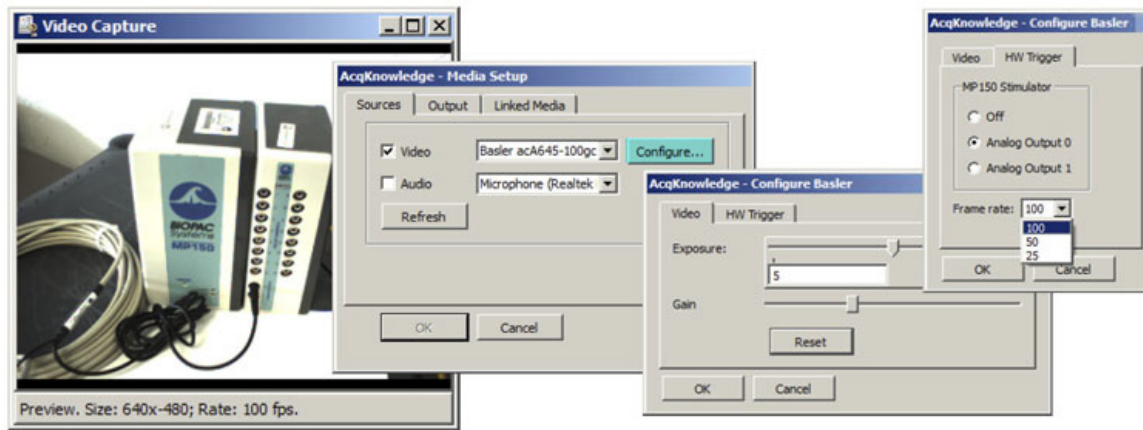 Video Capture
BIOPAC
Systems
MP150
Preview. Size: 640x-480; Rate: 100 fps.
AcqKnowledge - Media Setup
Sources Output Linked Media
Video Basler acA645-100gc Configure...
Audio Microphone (Realtek
Refresh
OK Cancel
AcqKnowledge - Configure Basler
Video HW Trigger
Exposure:
5
Gain
Reset
OK Cancel
AcqKnowledge - Configure Basler
Video HW Trigger
MP150 Stimulator
Off
Analog Output 0
Analog Output 1
Frame rate: 100
100
50
25
OK Cancel